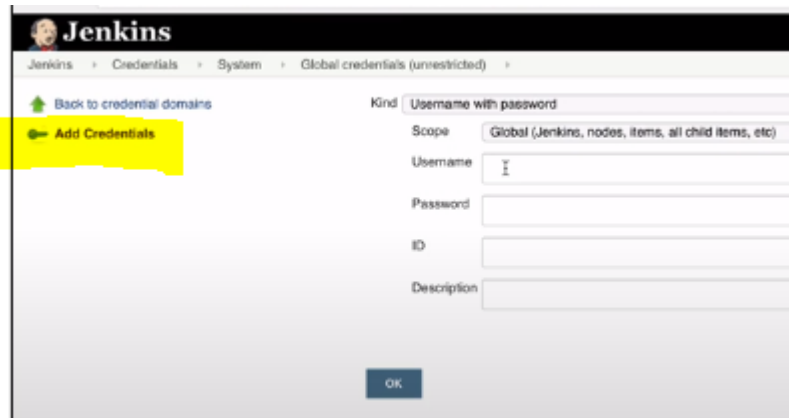 Jenkins
Jenkins › Credentials › System › Global credentials (unrestricted) ›
Back to credential domains
Add Credentials
Kind Username with password
Scope Global (Jenkins, nodes, items, all child items, etc)
Username
Password
ID
Description
OK